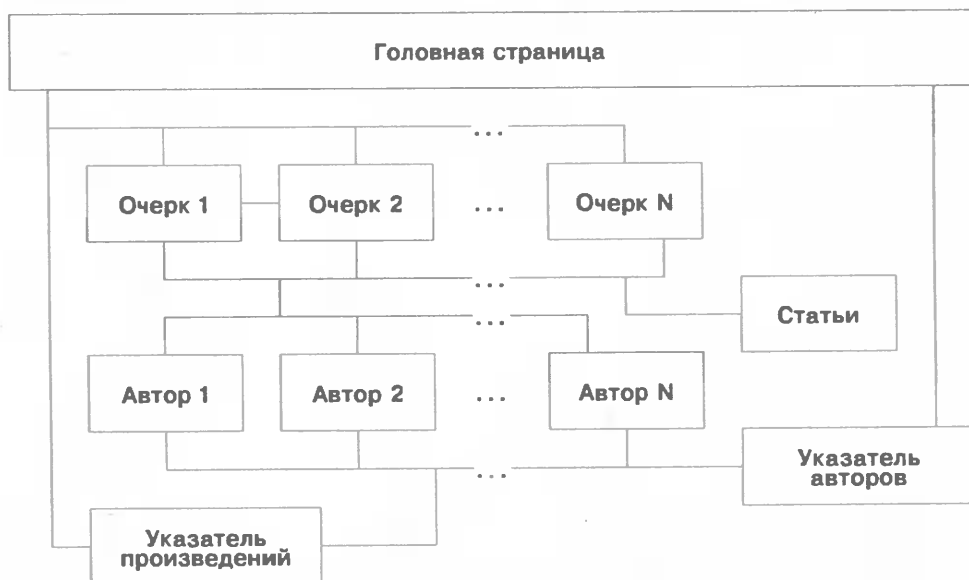 Головная страница
...
Очерк 1 Очерк 2 ... Очерк N
...
Статьи
...
Автор 1 Автор 2 ... Автор N
Указатель
авторов
...
Указатель
произведений